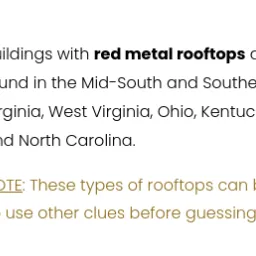 ildings with red metal rooftops
und in the Mid-South and Southe
rginia, West Virginia, Ohio, Kentuc
nd North Carolina.
OTE: These types of rooftops can
use other clues before guessing